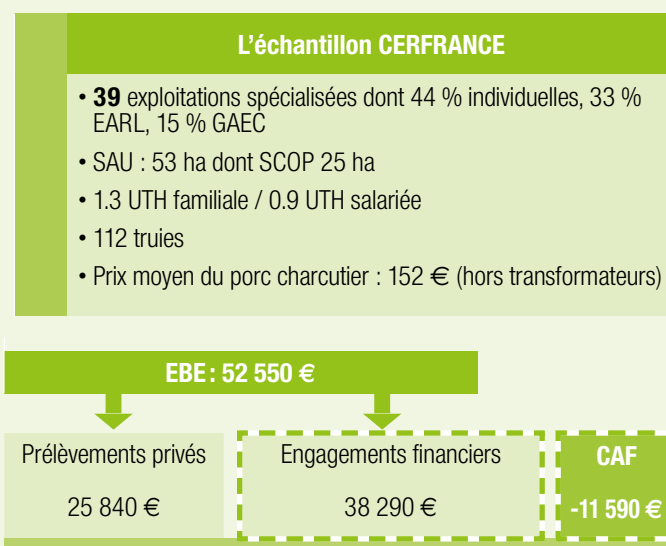 L'échantillon CERFRANCE
• 39 exploitations spécialisées dont 44 % individuelles, 33 %
EARL, 15 % GAEC
• SAU : 53 ha dont SCOP 25 ha
• 1.3 UTH familiale / 0.9 UTH salariée
• 112 truies
• Prix moyen du porc charcutier : 152 € (hors transformateurs)
EBE : 52 550 €
Prélèvements privés
25 840 €
Engagements financiers
38 290 €
CAF
-11 590 €